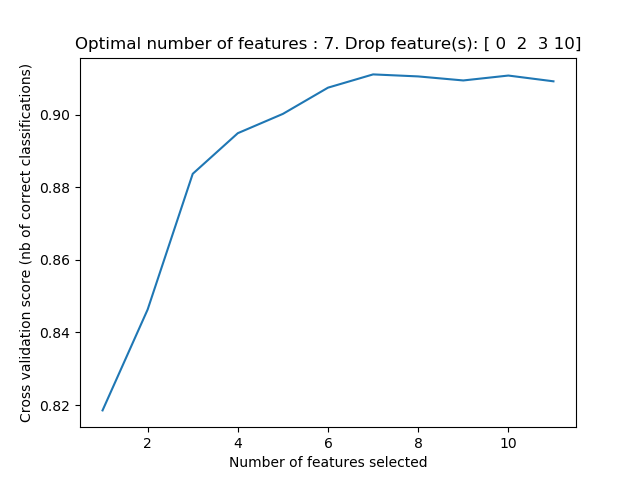 Optimal number of features : 7. Drop feature(s): [ 0  2  3 10]
Cross validation score (nb of correct classifications)
0.90
0.88
0.86
0.84
0.82
2 4 6 8 10
Number of features selected